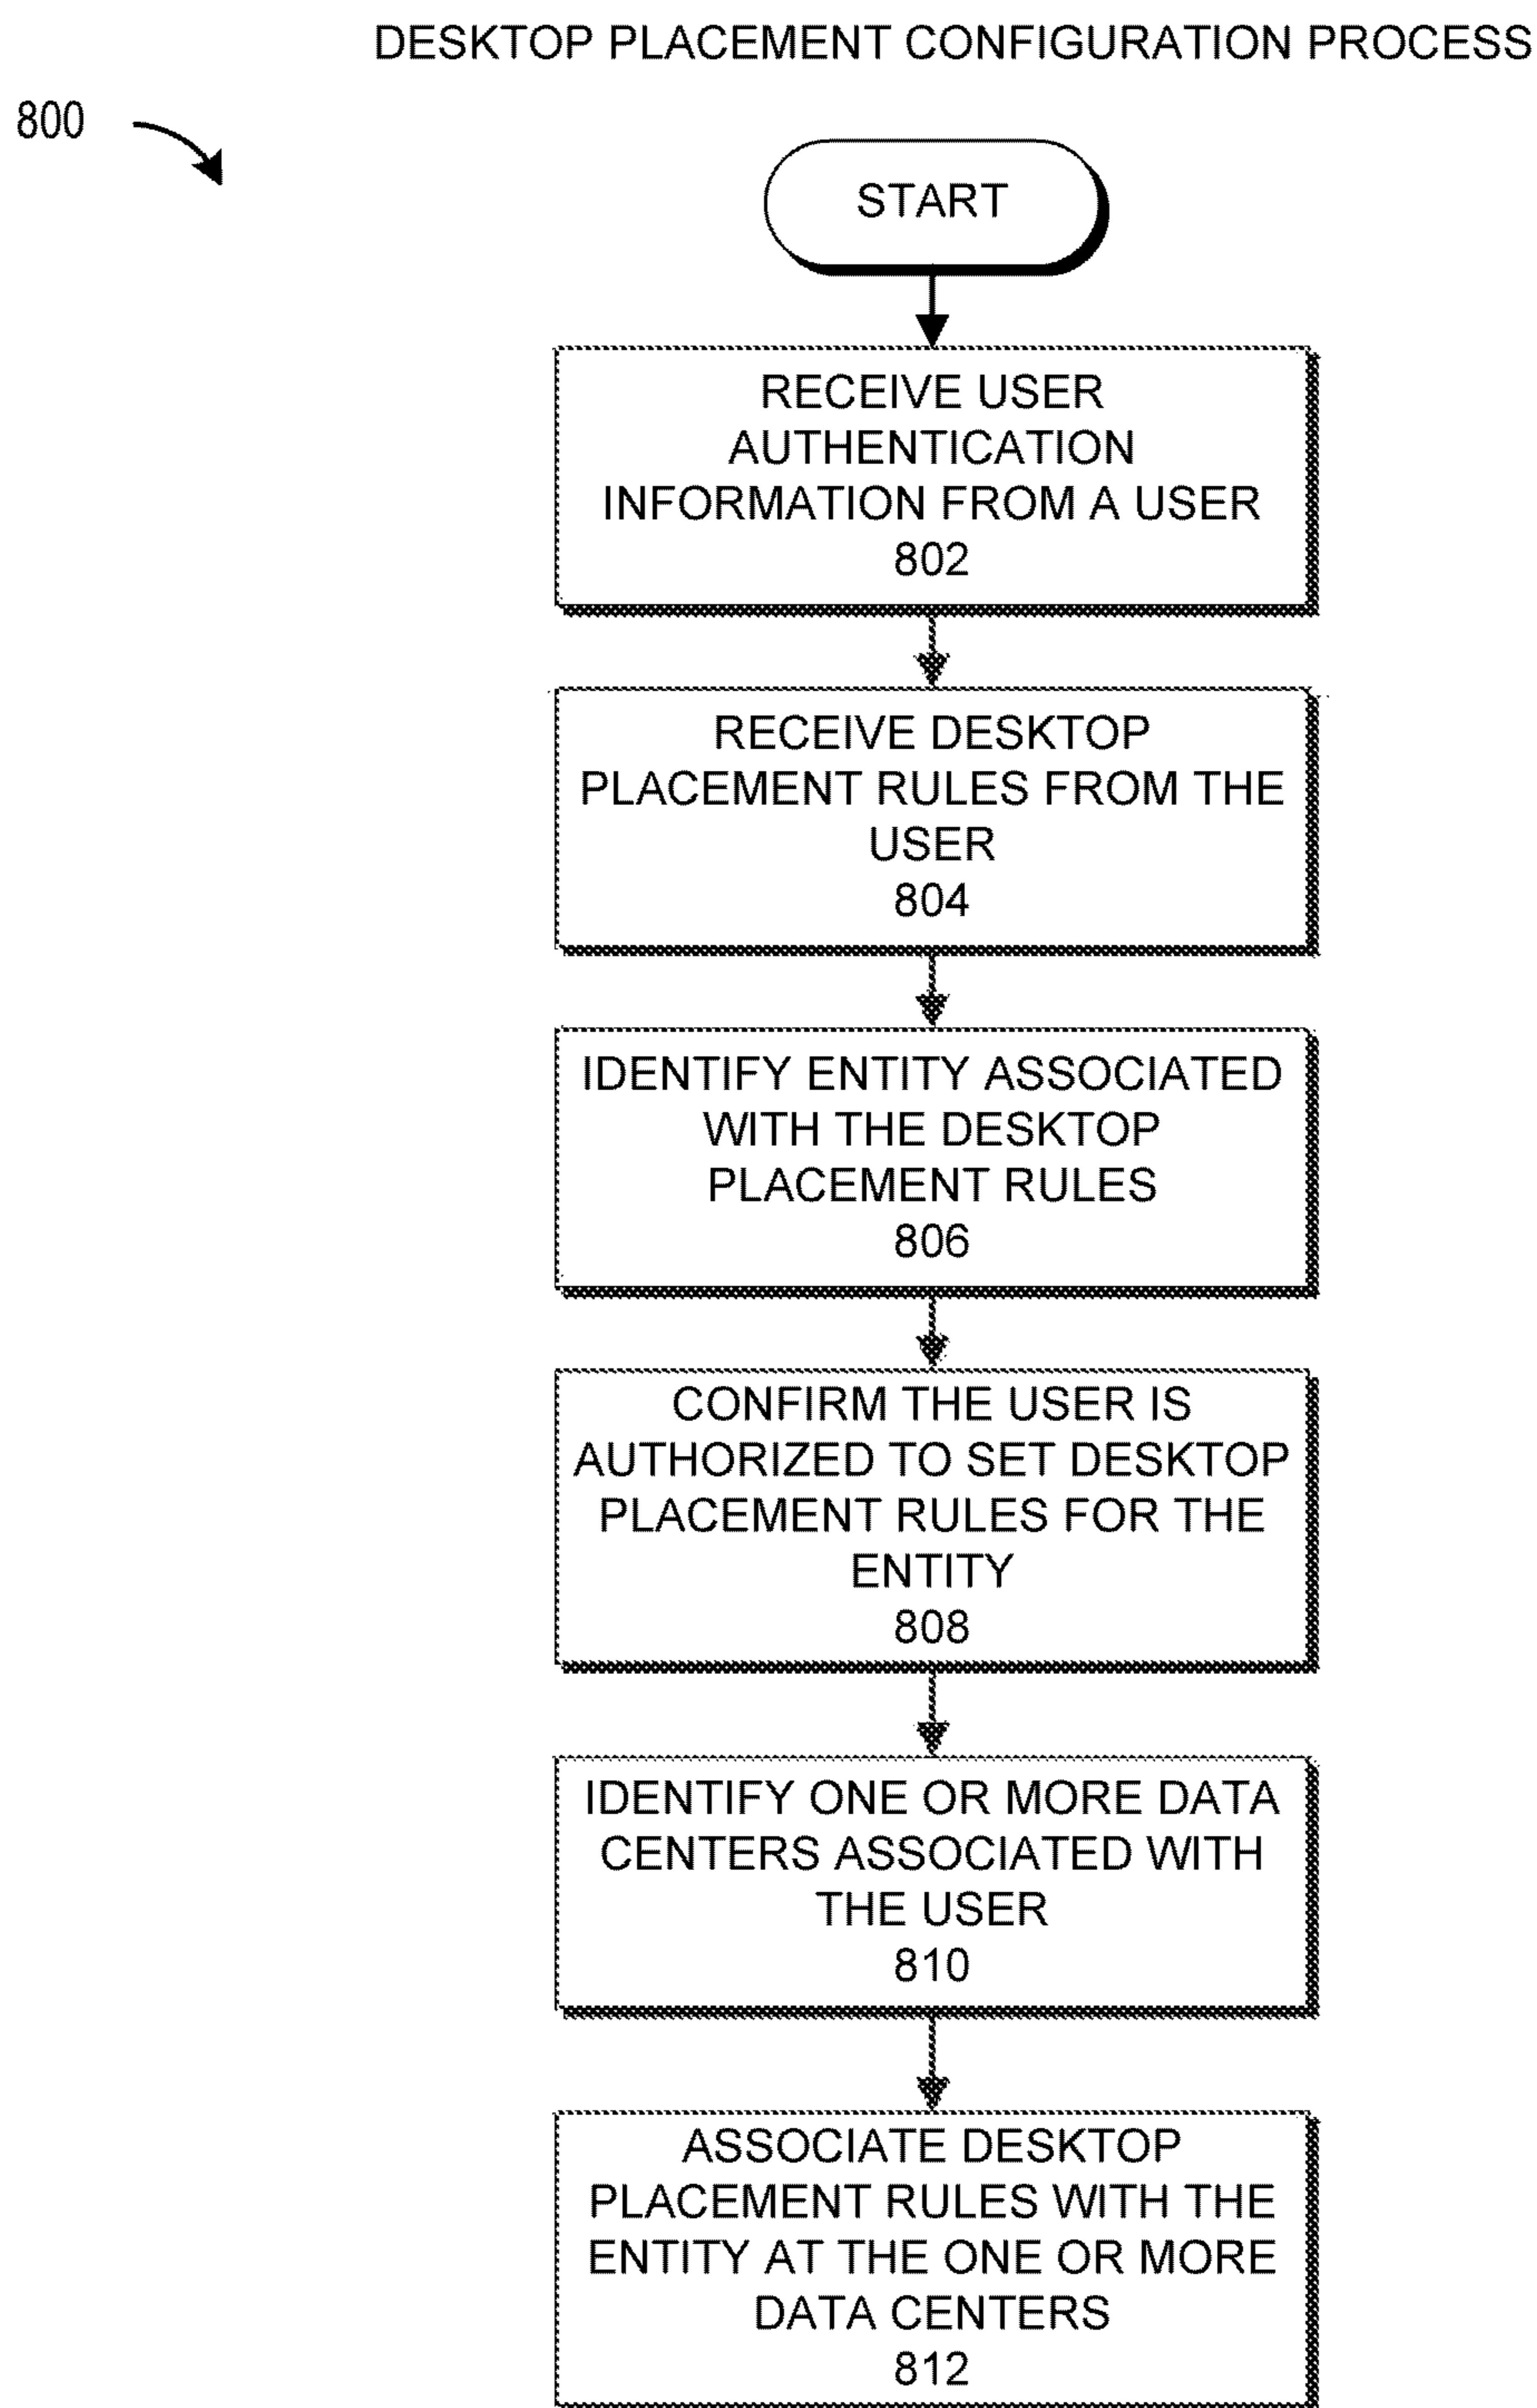 DESKTOP PLACEMENT CONFIGURATION PROCESS
800
START
RECEIVE USER
AUTHENTICATION
INFORMATION FROM A USER
802
RECEIVE DESKTOP
PLACEMENT RULES FROM THE
USER
804
IDENTIFY ENTITY ASSOCIATED
WITH THE DESKTOP
PLACEMENT RULES
806
CONFIRM THE USER IS
AUTHORIZED TO SET DESKTOP
PLACEMENT RULES FOR THE
ENTITY
808
IDENTIFY ONE OR MORE DATA
CENTERS ASSOCIATED WITH
THE USER
810
ASSOCIATE DESKTOP
PLACEMENT RULES WITH THE
ENTITY AT THE ONE OR MORE
DATA CENTERS
812